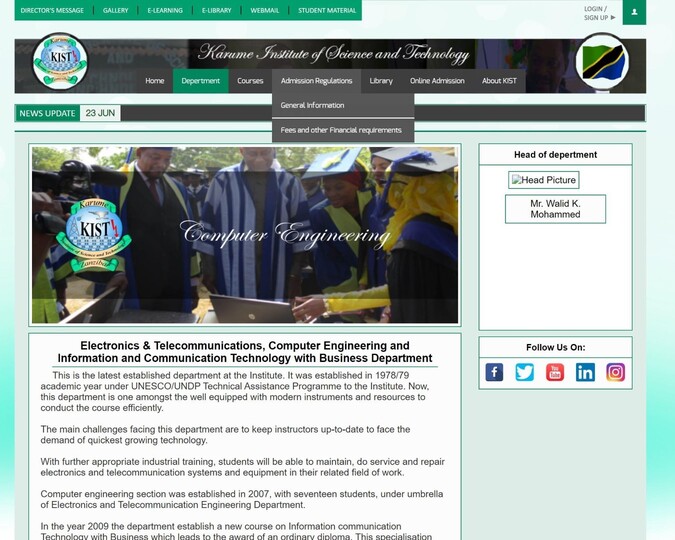 DIRECTOR'S MESSAGE
GALLERY
E-LEARNING
E-LIBRARY
WEBMAIL
STUDENT MATERIAL
LOGIN /
SIGN UP
Karume Institute of Science and Technology
KIST
Home
Department
Courses
Admission Regulations
Library
Online Admission
About KIST
General Information
Fees and other Financial requirements
NEWS UPDATE
23 JUN
Karume
KIST
Institute of Science and Technology
Zanzibar
Computer Engineering
Head of depertment
Head Picture
Mr. Walid K.
Mohammed
Follow Us On:
Electronics & Telecommunications, Computer Engineering and
Information and Communication Technology with Business Department
This is the latest established department at the Institute. It was established in 1978/79
academic year under UNESCO/UNDP Technical Assistance Programme to the Institute. Now,
this department is one amongst the well equipped with modern instruments and resources to
conduct the course efficiently.
The main challenges facing this department are to keep instructors up-to-date to face the
demand of quickest growing technology.
With further appropriate industrial training, students will be able to maintain, do service and repair
electronics and telecommunication systems and equipment in their related field of work.
Computer engineering section was established in 2007, with seventeen students, under umbrella
of Electronics and Telecommunication Engineering Department.
In the year 2009 the department establish a new course on Information communication
Technology with Business which leads to the award of an ordinary diploma. This specialisation